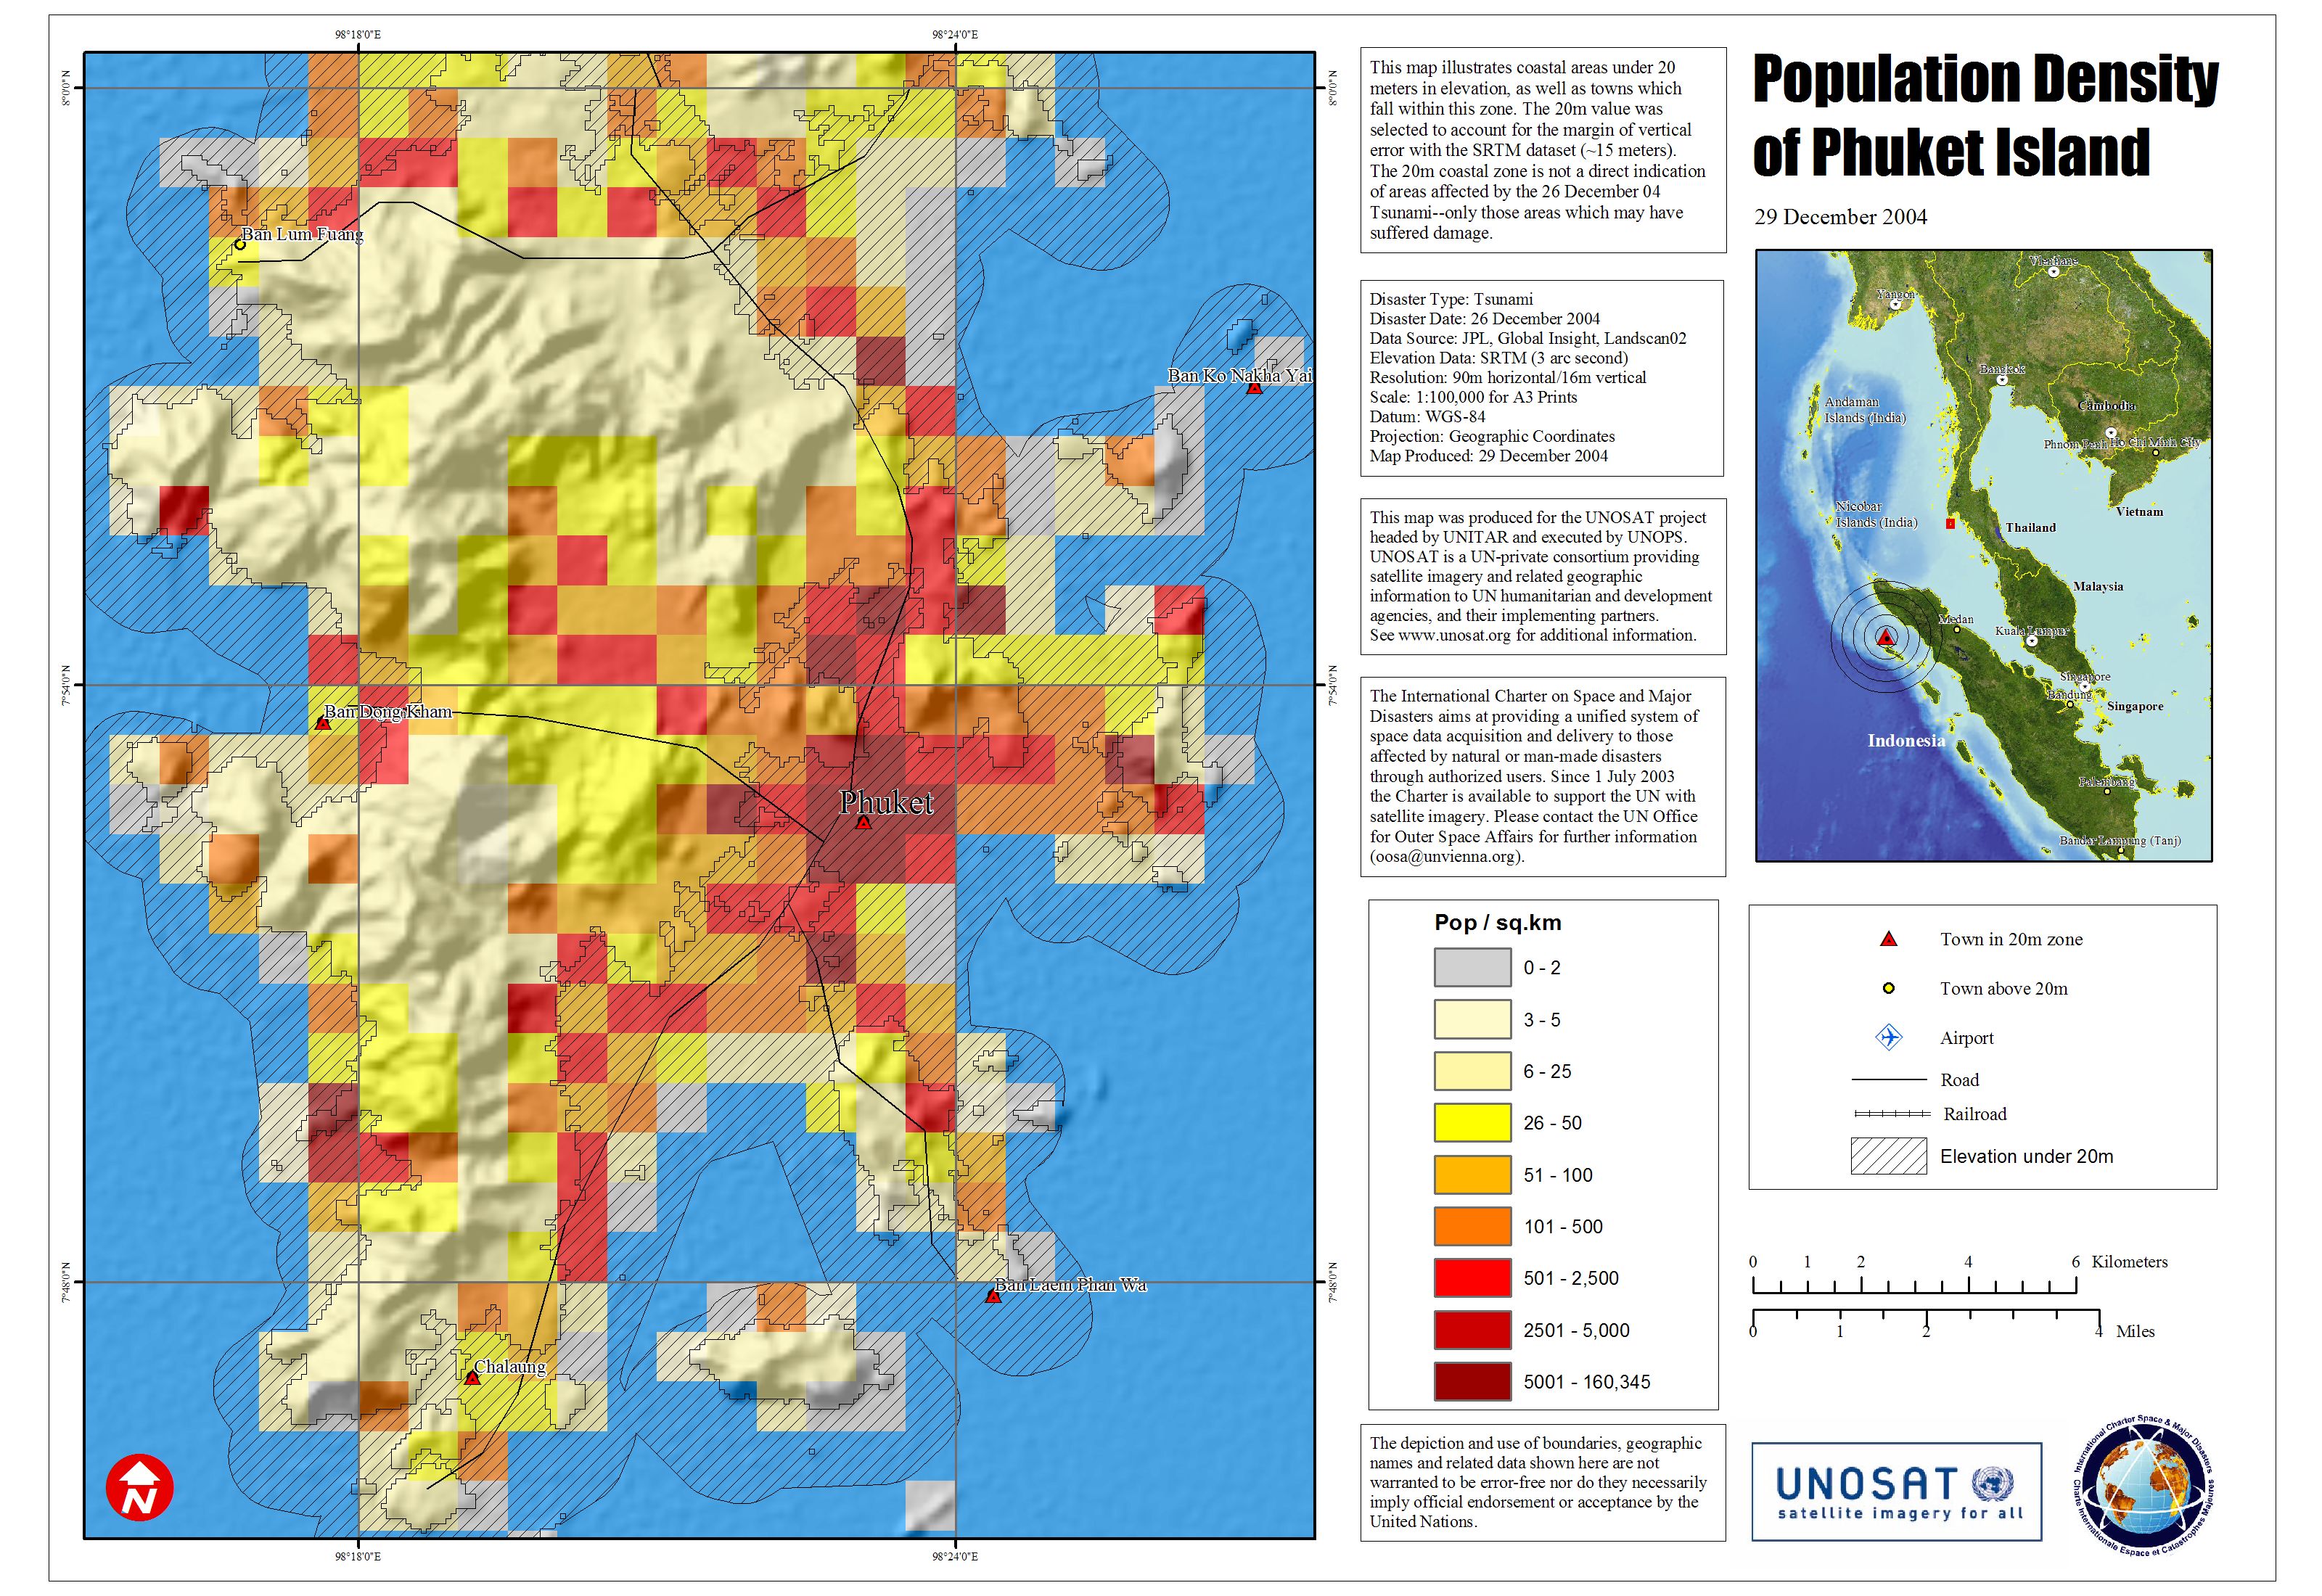 Population Density
of Phuket Island
29 December 2004
This map illustrates coastal areas under 20
meters in elevation, as well as towns which
fall within this zone. The 20m value was
selected to account for the margin of vertical
error with the SRTM dataset (~15 meters).
The 20m coastal zone is not a direct indication
of areas affected by the 26 December 04
Tsunami--only those areas which may have
suffered damage.
Disaster Type: Tsunami
Disaster Date: 26 December 2004
Data Source: JPL, Global Insight, Landscan02
Elevation Data: SRTM (3 arc second)
Resolution: 90m horizontal/16m vertical
Scale: 1:100,000 for A3 Prints
Datum: WGS-84
Projection: Geographic Coordinates
Map Produced: 29 December 2004
This map was produced for the UNOSAT project
headed by UNITAR and executed by UNOPS.
UNOSAT is a UN-private consortium providing
satellite imagery and related geographic
information to UN humanitarian and development
agencies, and their implementing partners.
See www.unosat.org for additional information.
The International Charter on Space and Major
Disasters aims at providing a unified system of
space data acquisition and delivery to those
affected by natural or man-made disasters
through authorized users. Since 1 July 2003
the Charter is available to support the UN with
satellite imagery. Please contact the UN Office
for Outer Space Affairs for further information
(oosa@unvienna.org).
Pop / sq.km
0 - 2
3 - 5
6 - 25
26 - 50
51 - 100
101 - 500
501 - 2,500
2501 - 5,000
5001 - 160,345
The depiction and use of boundaries, geographic
names and related data shown here are not
warranted to be error-free nor do they necessarily
imply official endorsement or acceptance by the
United Nations.
98°18'0"E
98°24'0"E
8°0'0"N
8°0'0"N
Ban Lum Fuang
Ban Ko Nakha Yai
7°54'0"N
7°54'0"N
Ban Dong Kham
Phuket
7°48'0"N
7°48'0"N
Ban Laem Phan Wa
Chalaung
N
98°18'0"E
98°24'0"E
Vientiane
Yangon
Bangkok
Andaman
Islands (India)
Cambodia
Phnom Penh
Ho Chi Minh City
Nicobar
Islands (India)
Vietnam
Thailand
Malaysia
Medan
Kuala Lumpur
Singapore
Bandung
Singapore
Indonesia
Palembang
Bandar Lampung (Tanj)
Town in 20m zone
Town above 20m
Airport
Road
Railroad
Elevation under 20m
0 1 2 4 6 Kilometers
0 1 2 4 Miles
UNOSAT
satellite imagery for all
International Charter Space & Major Disasters
Charte Internationale Espace et Catastrophes Majeures